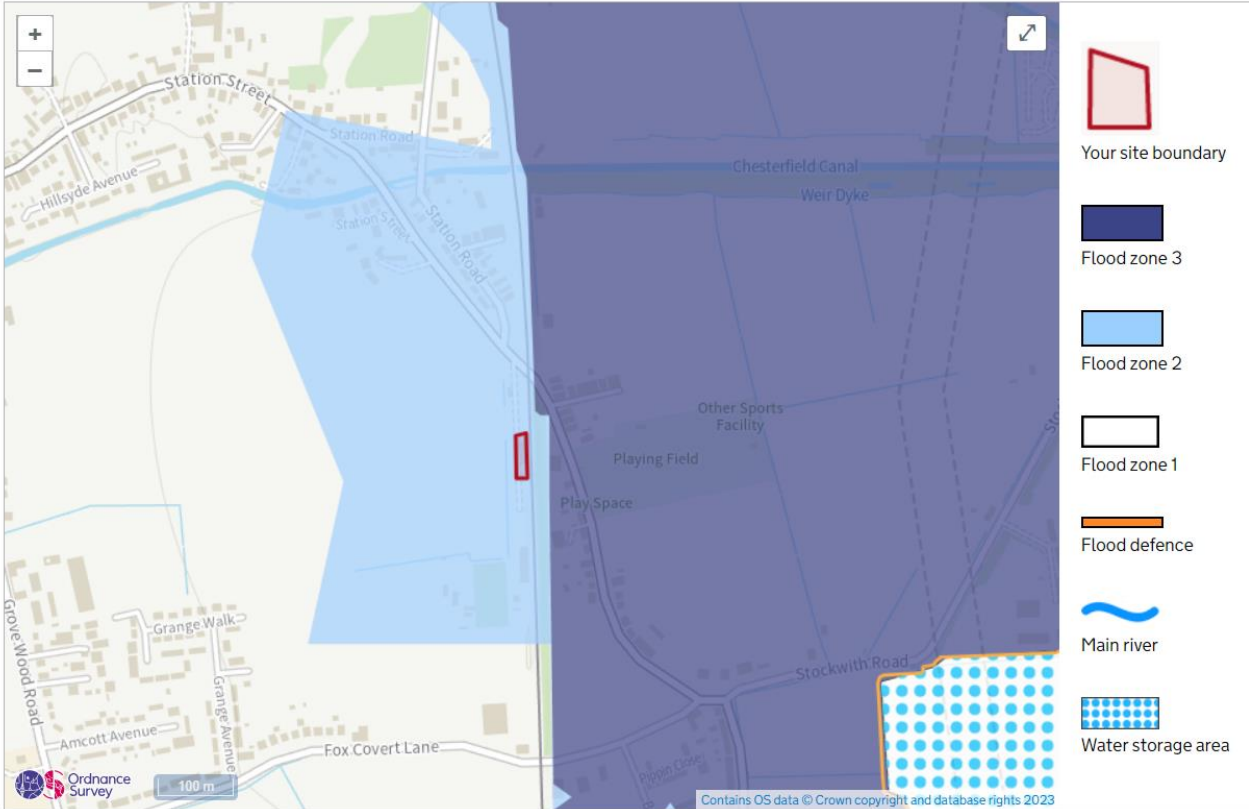 +
−
Station Street
Station Road
Chesterfield Canal
Weir Dyke
Hillsyde Avenue
Station Street
Station Road
Other Sports
Facility
Playing Field
Play Space
Grove Wood Road
Grange Walk
Grange Avenue
Stockwith Road
Amcott Avenue
Fox Covert Lane
Pippin Close
Ordnance
Survey
100 m
Contains OS data © Crown copyright and database rights 2023
Your site boundary
Flood zone 3
Flood zone 2
Flood zone 1
Flood defence
Main river
Water storage area